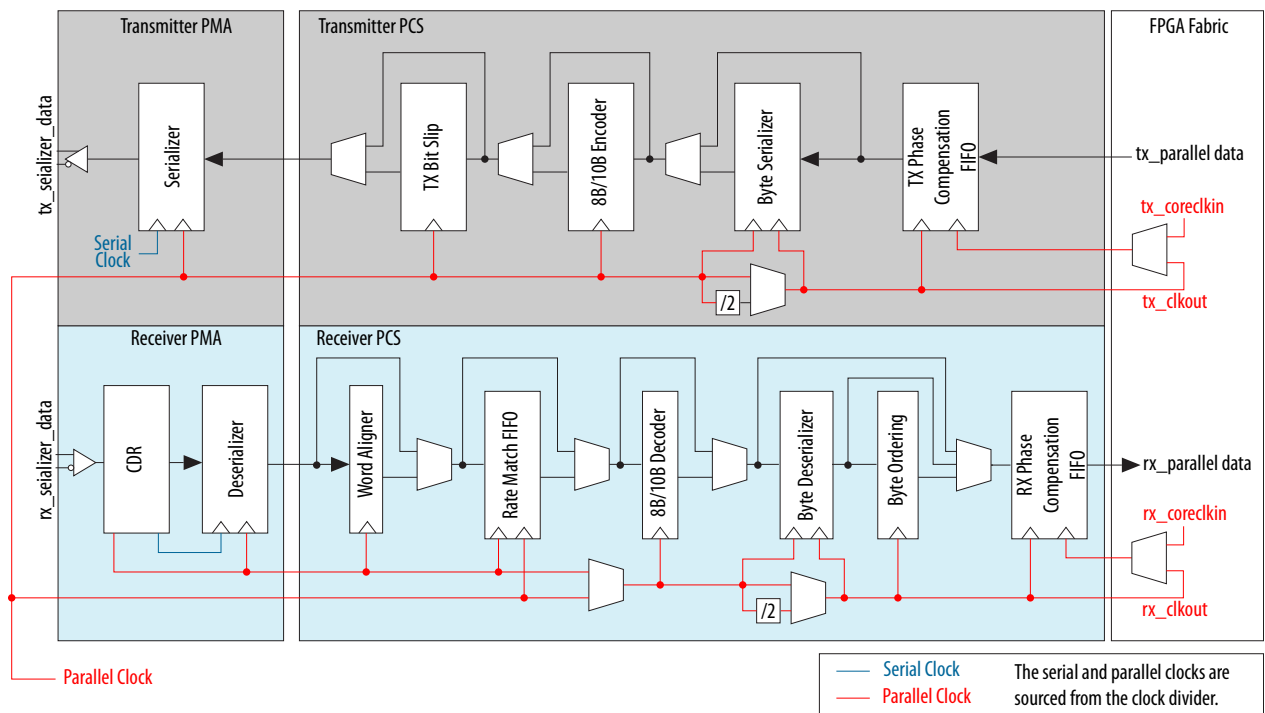 Transmitter PMA
Transmitter PCS
FPGA Fabric
tx_seializer_data
Serializer
TX Bit Slip
8B/10B Encoder
Byte Serializer
TX Phase
Compensation
FIFO
tx_parallel data
tx_coreclkin
Serial
Clock
/2
tx_clkout
Receiver PMA
Receiver PCS
rx_seializer_data
CDR
Deserializer
Word Aligner
Rate Match FIFO
8B/10B Decoder
Byte Deserializer
Byte Ordering
RX Phase
Compensation
FIFO
rx_parallel data
rx_coreclkin
/2
rx_clkout
Parallel Clock
Serial Clock
Parallel Clock
The serial and parallel clocks are
sourced from the clock divider.